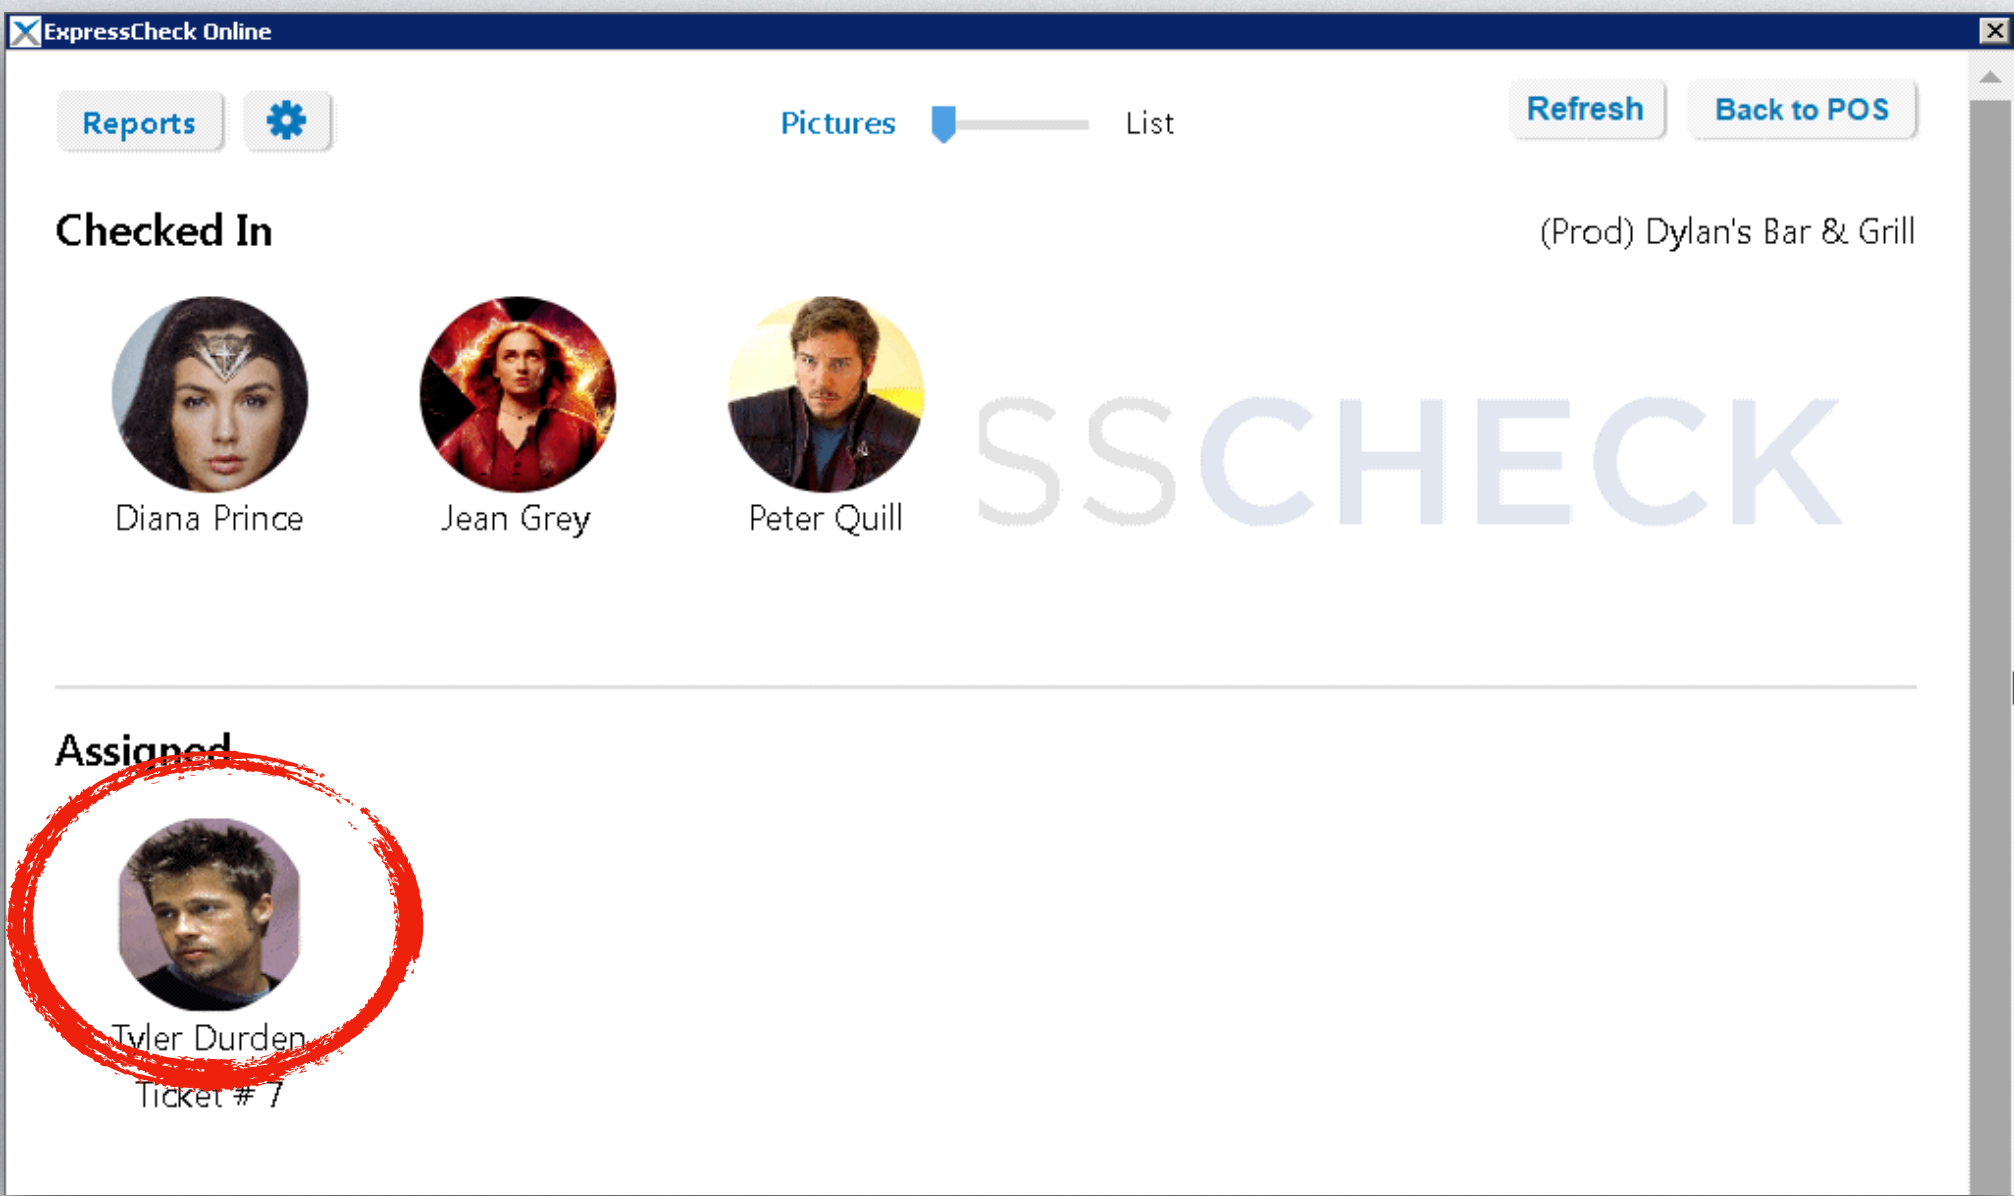 ExpressCheck Online
Reports
Pictures List
Refresh
Back to POS
Checked In
(Prod) Dylan's Bar & Grill
SSCHECK
Diana Prince
Jean Grey
Peter Quill
Assigned
Tyler Durden
Ticket # 7